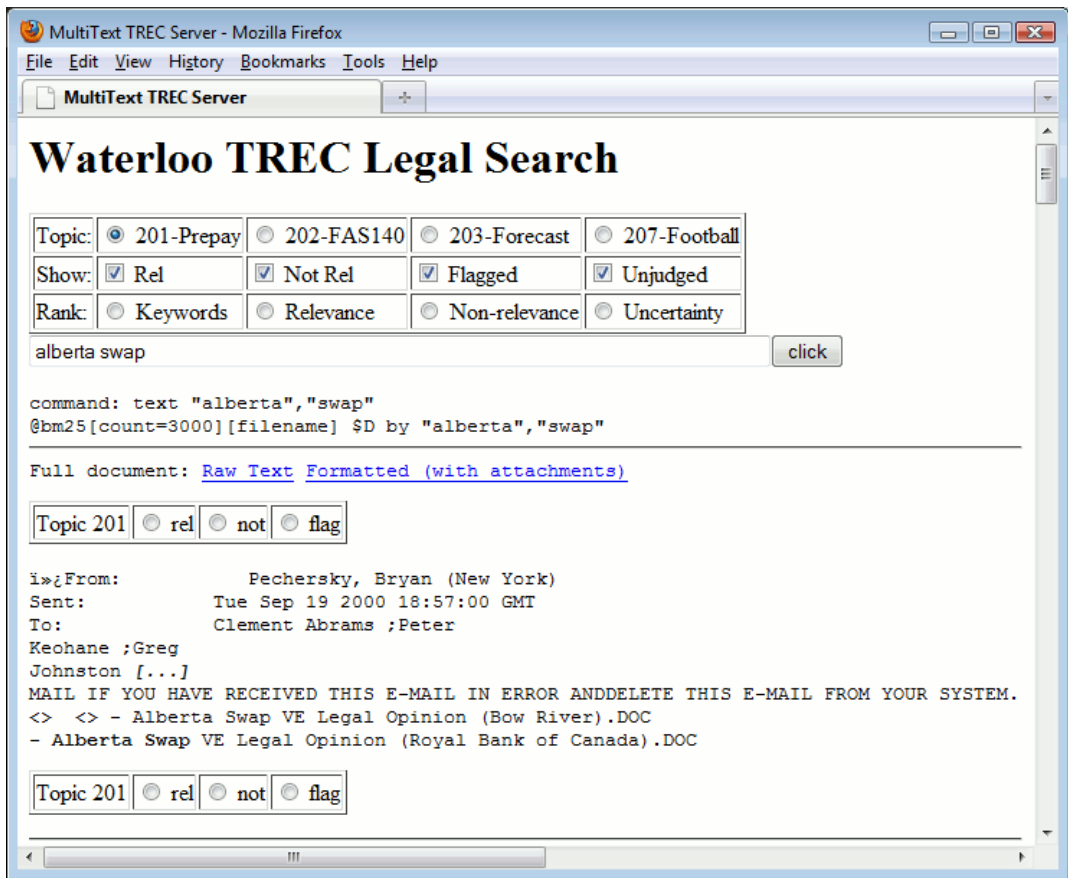 MultiText TREC Server - Mozilla Firefox
File Edit View History Bookmarks Tools Help
MultiText TREC Server
Waterloo TREC Legal Search
Topic: 201-Prepay 202-FAS140 203-Forecast 207-Football
Show: Rel Not Rel Flagged Unjudged
Rank: Keywords Relevance Non-relevance Uncertainty
alberta swap click
command: text "alberta","swap"
@bm25[count=3000][filename] $D by "alberta","swap"
Full document: Raw Text Formatted (with attachments)
Topic 201 rel not flag
ï»¿From: Pechersky, Bryan (New York)
Sent: Tue Sep 19 2000 18:57:00 GMT
To: Clement Abrams ;Peter
Keohane ;Greg
Johnston [...]
MAIL IF YOU HAVE RECEIVED THIS E-MAIL IN ERROR ANDDELETE THIS E-MAIL FROM YOUR SYSTEM.
<> <> - Alberta Swap VE Legal Opinion (Bow River).DOC
- Alberta Swap VE Legal Opinion (Royal Bank of Canada).DOC
Topic 201 rel not flag